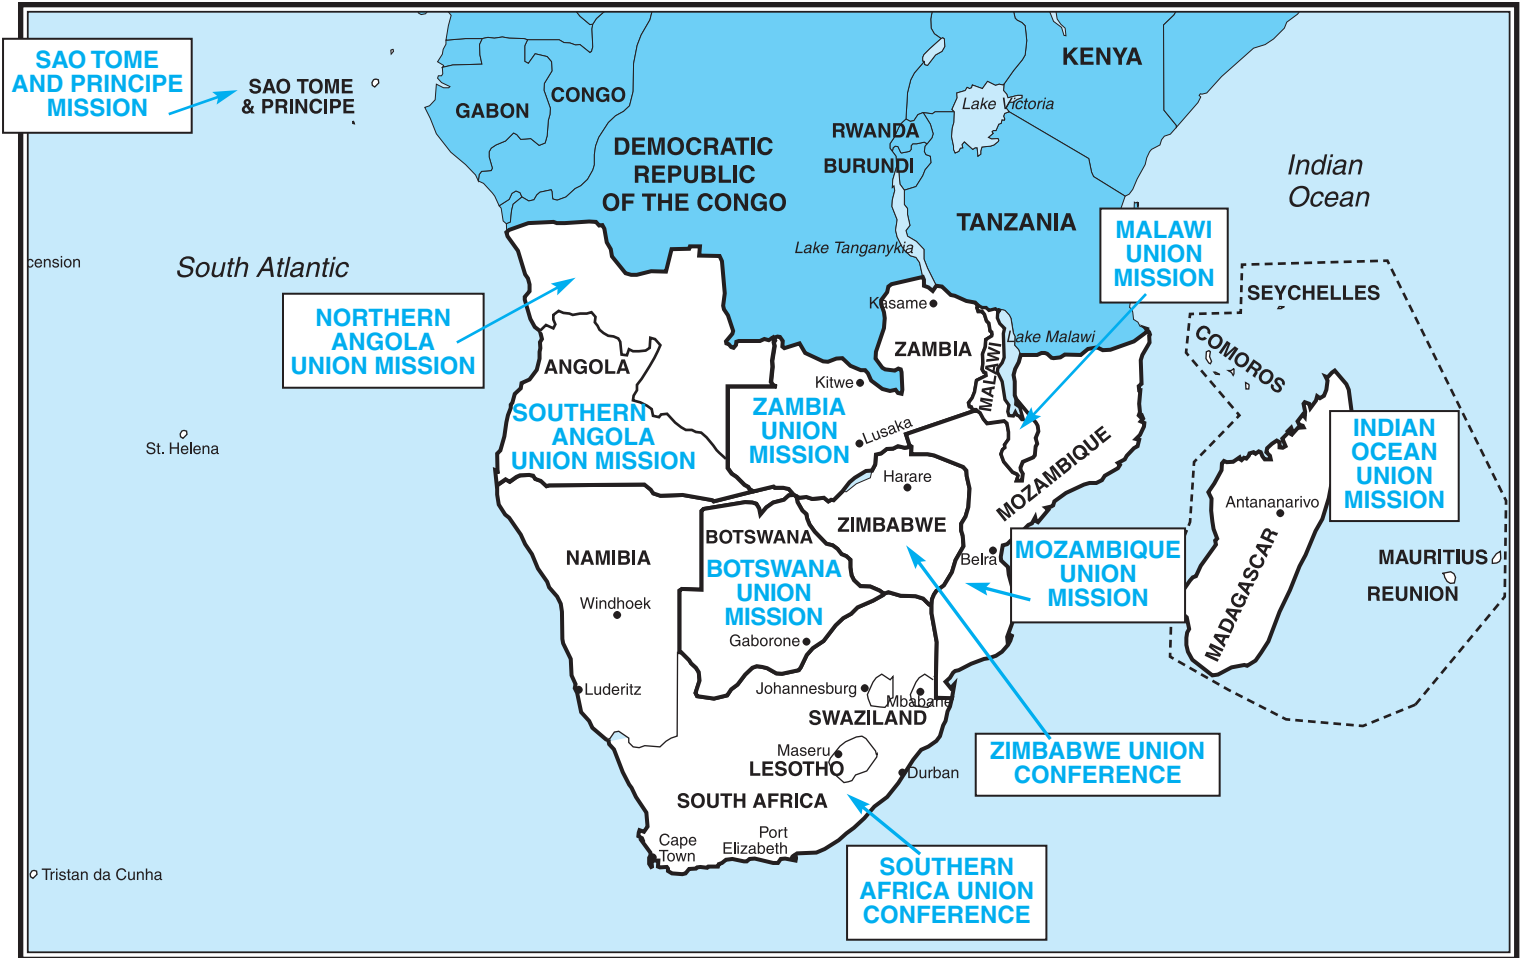 SAO TOME
AND PRINCIPE
MISSION
SAO TOME
& PRINCIPE
GABON
CONGO
DEMOCRATIC
REPUBLIC
OF THE CONGO
KENYA
Lake Victoria
RWANDA
BURUNDI
TANZANIA
Lake Tanganykia
Indian
Ocean
MALAWI
UNION
MISSION
cension
South Atlantic
NORTHERN
ANGOLA
UNION MISSION
ANGOLA
SOUTHERN
ANGOLA
UNION MISSION
Kasame
ZAMBIA
Kitwe
ZAMBIA
UNION
MISSION
Lusaka
MALAWI
Lake Malawi
MOZAMBIQUE
SEYCHELLES
COMOROS
INDIAN
OCEAN
UNION
MISSION
Antananarivo
MADAGASCAR
MAURITIUS
REUNION
St. Helena
Harare
ZIMBABWE
BOTSWANA
BOTSWANA
UNION
MISSION
Gaborone
NAMIBIA
Windhoek
Luderitz
Belra
MOZAMBIQUE
UNION
MISSION
Johannesburg
Mbabane
SWAZILAND
Maseru
LESOTHO
Durban
SOUTH AFRICA
ZIMBABWE UNION
CONFERENCE
Cape
Town
Port
Elizabeth
SOUTHERN
AFRICA UNION
CONFERENCE
Tristan da Cunha